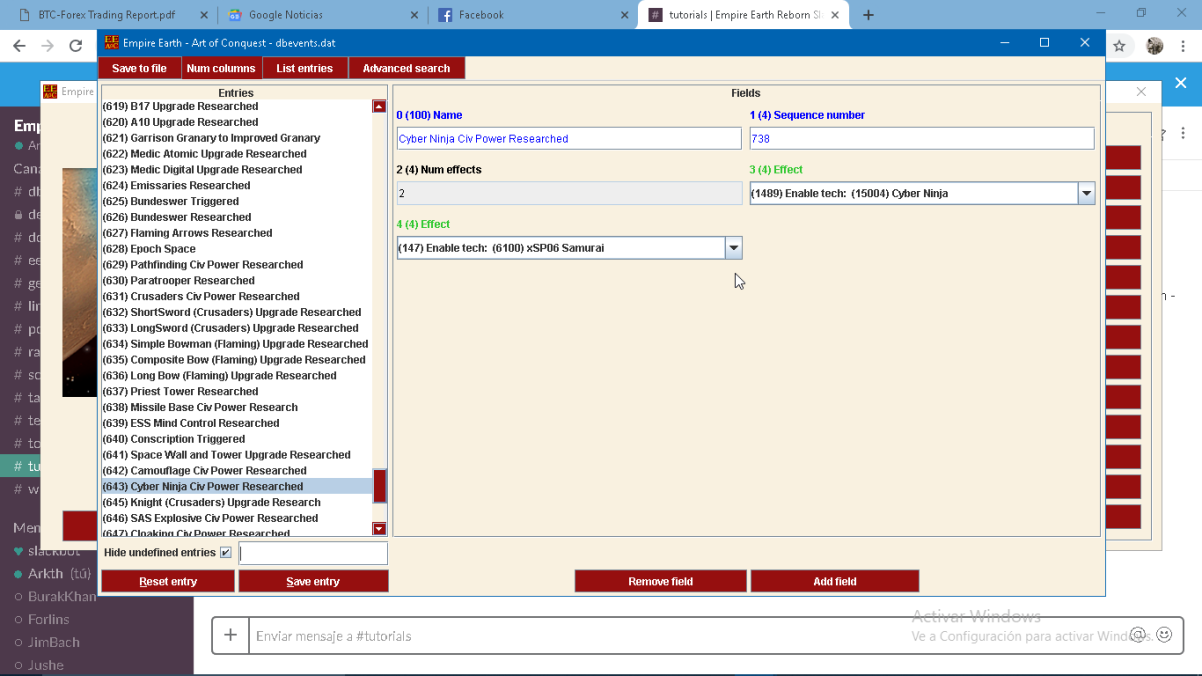 BTC-Forex Trading Report.pdf
Google Noticias
Facebook
tutorials | Empire Earth Reborn Sl
Empire Earth - Art of Conquest - dbevents.dat
Save to file
Num columns
List entries
Advanced search
Empire
Entries
Fields
(619) B17 Upgrade Researched
(620) A10 Upgrade Researched
(621) Garrison Granary to Improved Granary
(622) Medic Atomic Upgrade Researched
(623) Medic Digital Upgrade Researched
(624) Emissaries Researched
(625) Bundeswer Triggered
(626) Bundeswer Researched
(627) Flaming Arrows Researched
(628) Epoch Space
(629) Pathfinding Civ Power Researched
(630) Paratrooper Researched
(631) Crusaders Civ Power Researched
(632) ShortSword (Crusaders) Upgrade Researched
(633) LongSword (Crusaders) Upgrade Researched
(634) Simple Bowman (Flaming) Upgrade Researched
(635) Composite Bow (Flaming) Upgrade Researched
(636) Long Bow (Flaming) Upgrade Researched
(637) Priest Tower Researched
(638) Missile Base Civ Power Research
(639) ESS Mind Control Researched
(640) Conscription Triggered
(641) Space Wall and Tower Upgrade Researched
(642) Camouflage Civ Power Researched
(643) Cyber Ninja Civ Power Researched
(645) Knight (Crusaders) Upgrade Research
(646) SAS Explosive Civ Power Researched
(647) Cloaking Civ Power Researched
Hide undefined entries
Reset entry
Save entry
0 (100) Name
Cyber Ninja Civ Power Researched
1 (4) Sequence number
738
2 (4) Num effects
2
3 (4) Effect
(1489) Enable tech: (15004) Cyber Ninja
4 (4) Effect
(147) Enable tech: (6100) xSP06 Samurai
Remove field
Add field
Emp
Ar
Cana
# db
de
# do
# ee
# ge
# lin
# po
# ra
# so
# ta
# te
# to
# tu
# w
Men
slackbot
Arkth (tú)
BurakKhan
Forlins
JimBach
Jushe
Enviar mensaje a #tutorials
Activar Windows
Ve a Configuración para activar Windows.